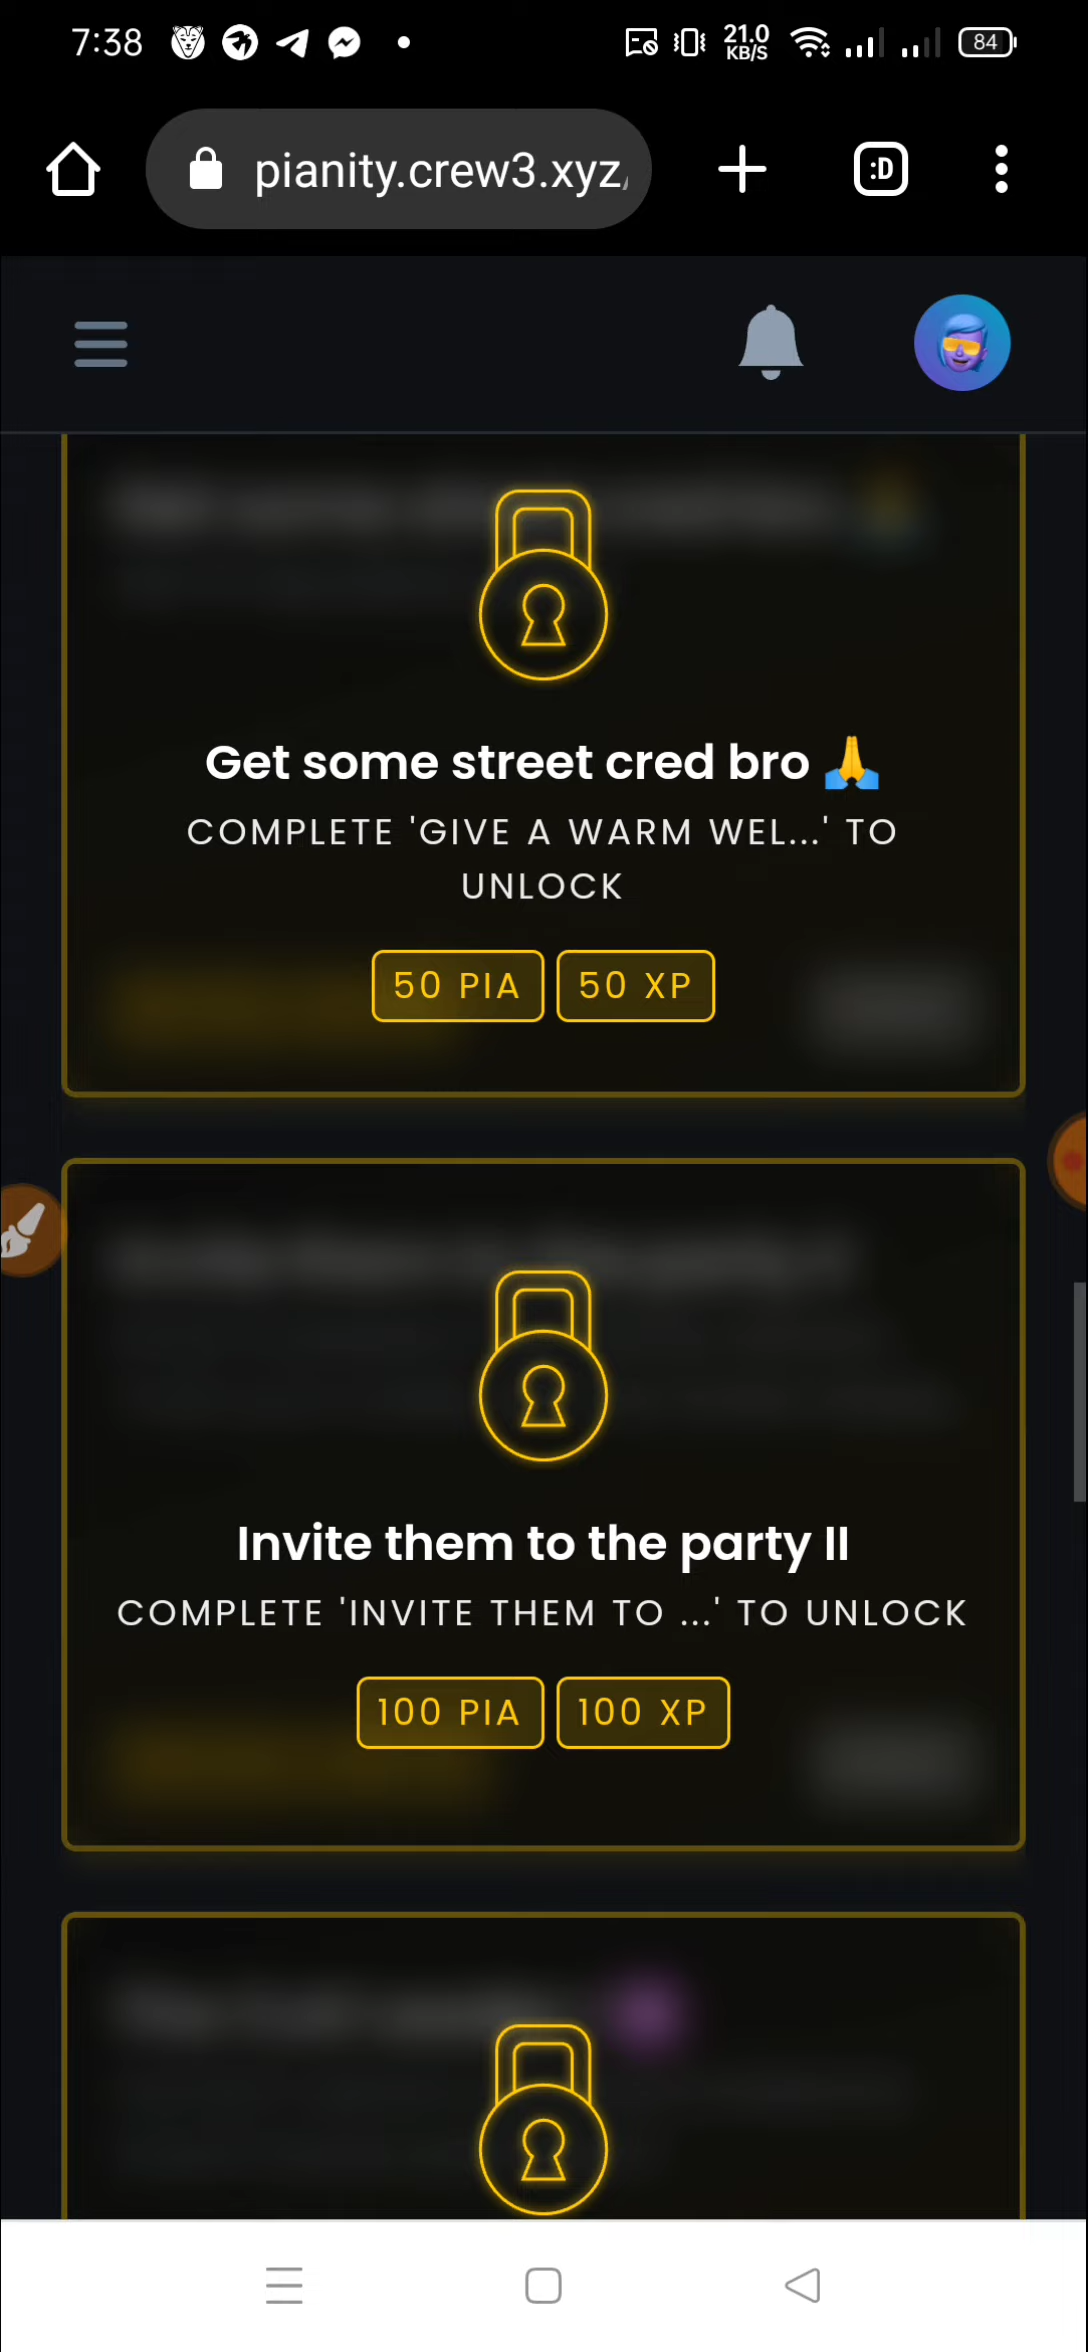 7:38
21.0
KB/S
84
pianity.crew3.xyz
:D
Get some street cred bro 🙏
COMPLETE 'GIVE A WARM WEL...' TO
UNLOCK
50 PIA
50 XP
Invite them to the party II
COMPLETE 'INVITE THEM TO ...' TO UNLOCK
100 PIA
100 XP